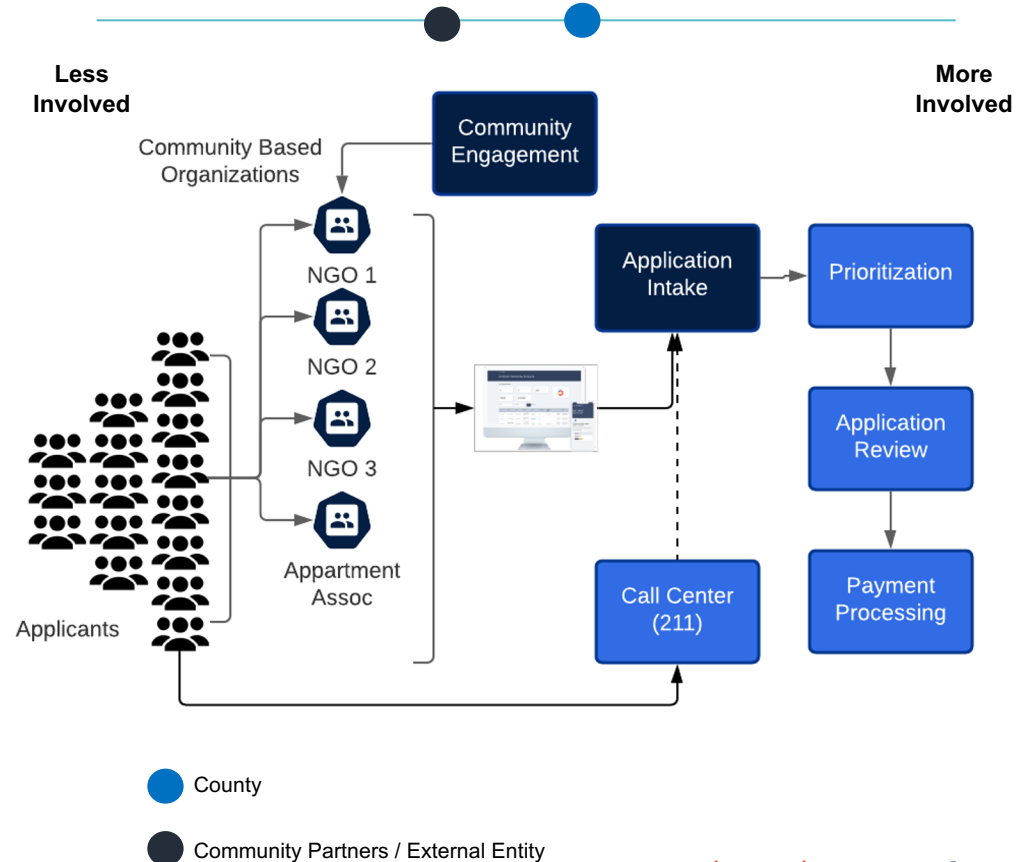 Less
Involved
More
Involved
Community Based
Organizations
Community
Engagement
NGO 1
NGO 2
NGO 3
Appartment
Assoc
Applicants
Application
Intake
Prioritization
Application
Review
Call Center
(211)
Payment
Processing
County
Community Partners / External Entity